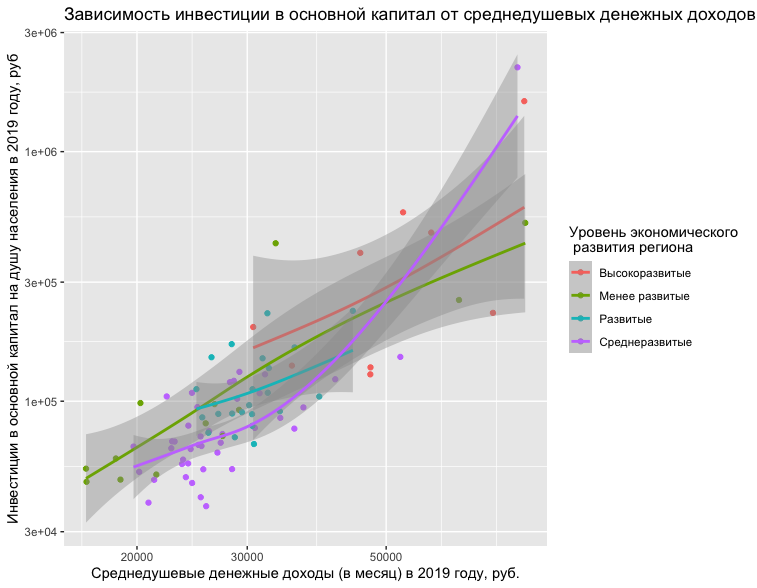 Зависимость инвестиции в основной капитал от среднедушевых денежных доходов
Инвестиции в основной капитал на душу населения в 2019 году, руб
3e+06
1e+06
3e+05
1e+05
3e+04
20000
30000
50000
Среднедушевые денежные доходы (в месяц) в 2019 году, руб.
Уровень экономического
развития региона
Высокоразвитые
Менее развитые
Развитые
Среднеразвитые